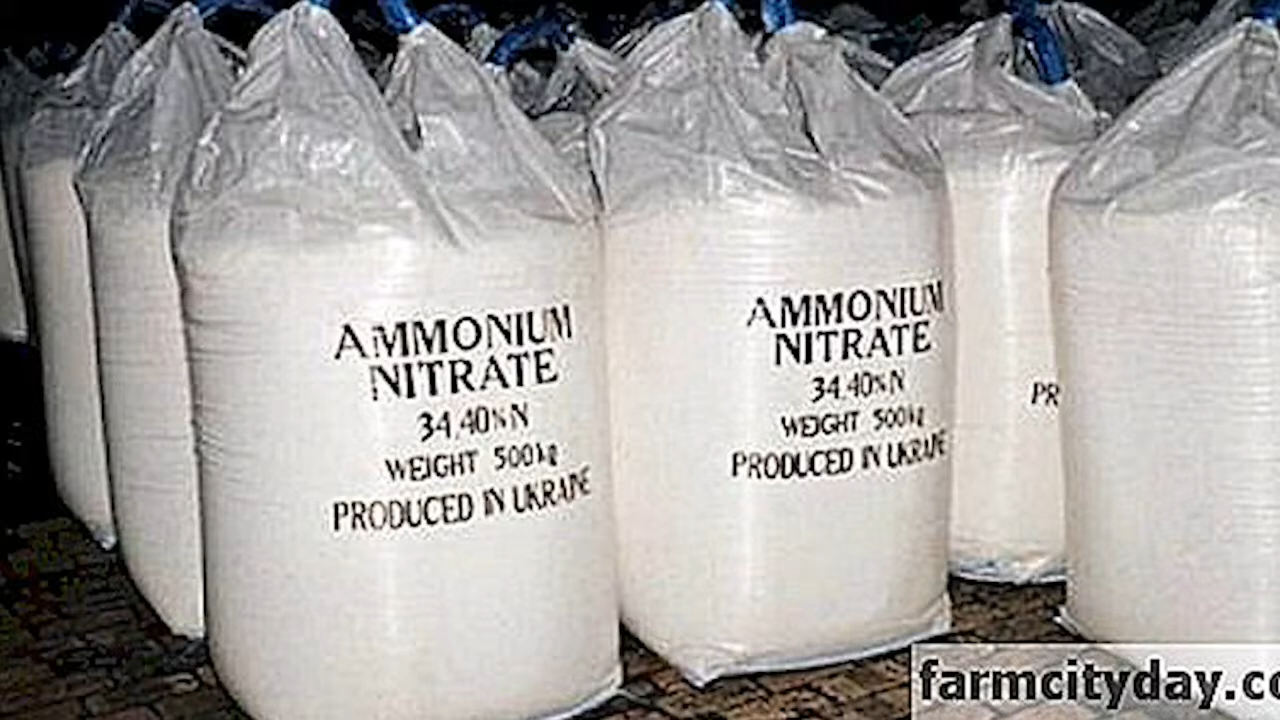 AMMONIUM
NITRATE
34.40% N
WEIGHT 500kg
PRODUCED IN UKRAINE
AMMONIUM
NITRATE
34.40% N
WEIGHT 500kg
PRODUCED IN UKRAINE
PR
farmcityday.co